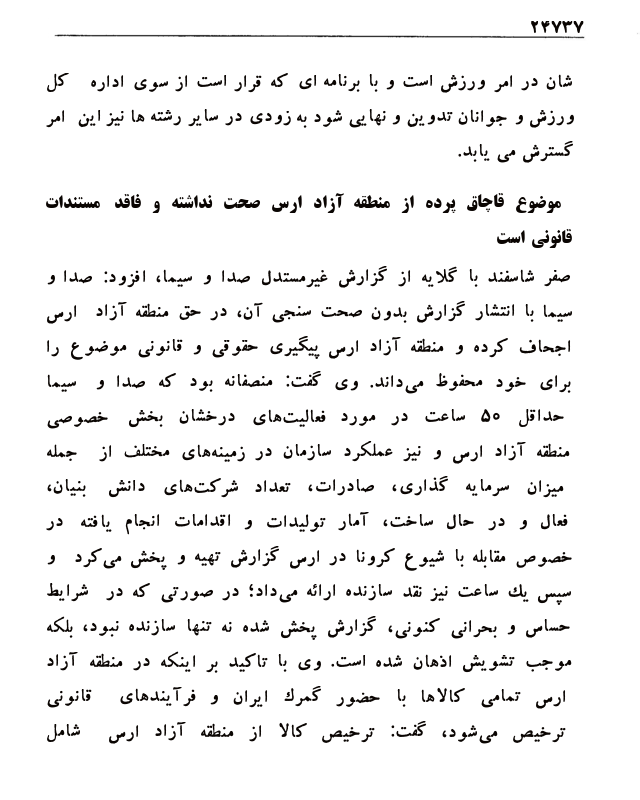 ۲۴۷۳۷
شان در امر ورزش است و با برنامه ای که قرار است از سوی اداره کل
ورزش و جوانان تدوین و نهایی شود به زودی در سایر رشته ها نیز این امر
گسترش می یابد.
موضوع قاچاق پرده از منطقه آزاد ارس صحت نداشته و فاقد مستندات
قانونی است
صفر شاسفند با گلایه از گزارش غیرمستدل صدا و سیما، افزود: صدا و
سیما با انتشار گزارش بدون صحت سنجی آن، در حق منطقه آزاد ارس
اجحاف کرده و منطقه آزاد ارس پیگیری حقوقی و قانونی موضوع را
برای خود محفوظ می‌داند. وی گفت: منصفانه بود که صدا و سیما
حداقل ۵۰ ساعت در مورد فعالیت‌های درخشان بخش خصوصی
منطقه آزاد ارس و نیز عملکرد سازمان در زمینه‌های مختلف از جمله
میزان سرمایه گذاری، صادرات، تعداد شرکت‌های دانش بنیان،
فعال و در حال ساخت، آمار تولیدات و اقدامات انجام یافته در
خصوص مقابله با شیوع کرونا در ارس گزارش تهیه و پخش می‌کرد و
سپس یك ساعت نیز نقد سازنده ارائه می‌داد؛ در صورتی که در شرایط
حساس و بحرانی کنونی، گزارش پخش شده نه تنها سازنده نبود، بلکه
موجب تشویش اذهان شده است. وی با تاکید بر اینکه در منطقه آزاد
ارس تمامی کالاها با حضور گمرك ایران و فرآیندهای قانونی
ترخیص می‌شود، گفت: ترخیص کالا از منطقه آزاد ارس شامل